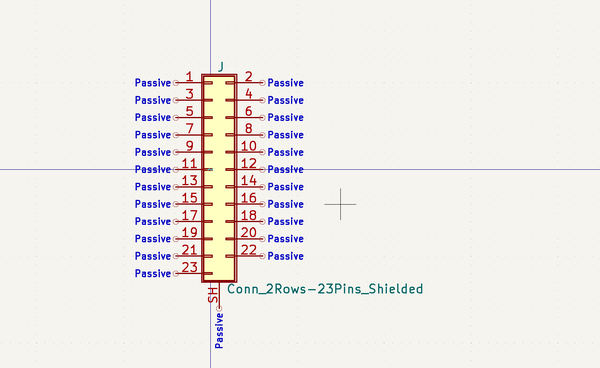 J
Passive 1 2 Passive
Passive 3 4 Passive
Passive 5 6 Passive
Passive 7 8 Passive
Passive 9 10 Passive
Passive 11 12 Passive
Passive 13 14 Passive
Passive 15 16 Passive
Passive 17 18 Passive
Passive 19 20 Passive
Passive 21 22 Passive
Passive 23
SH
Conn_2Rows-23Pins_Shielded
Passive